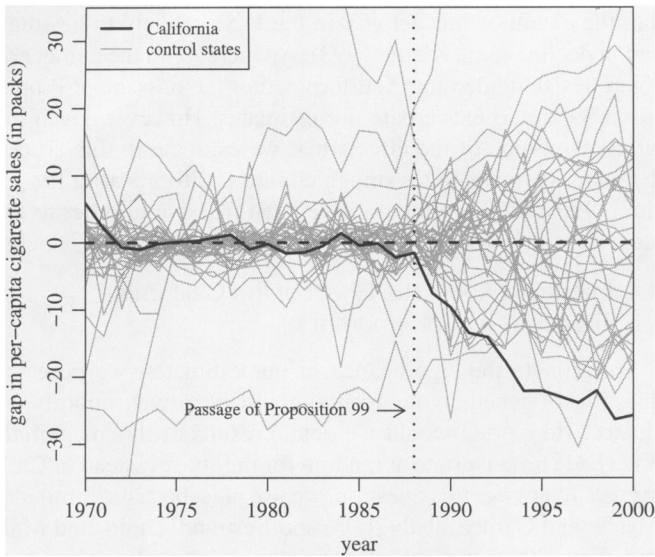 California
control states
gap in per-capita cigarette sales (in packs)
30
20
10
0
-10
-20
-30
Passage of Proposition 99
1970
1975
1980
1985
1990
1995
2000
year